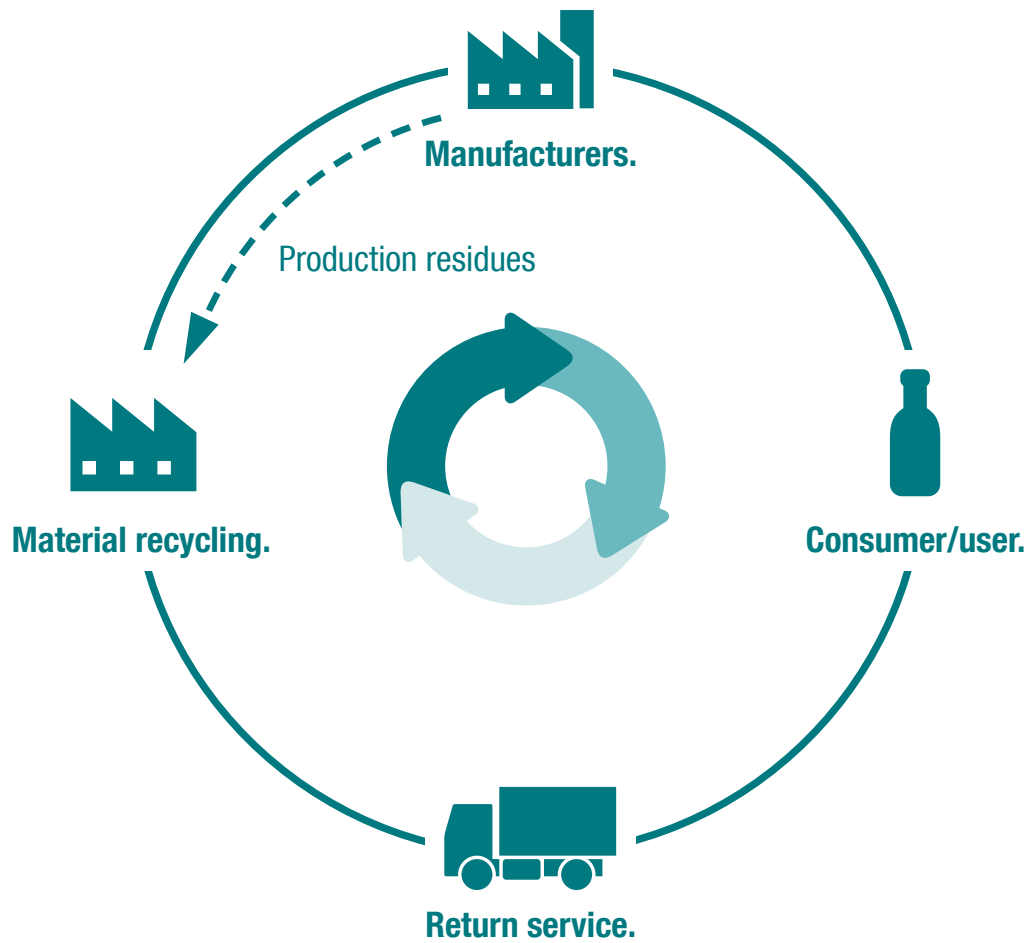 Manufacturers.
Production residues
Material recycling.
Consumer/user.
Return service.